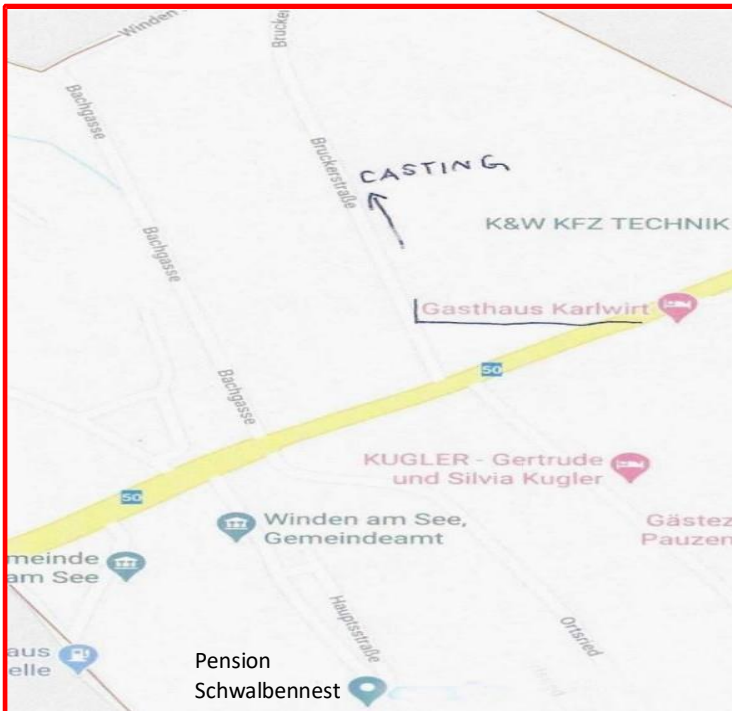 Winden
Brucker
Bachgasse
Bruckerstraße
CASTING
K&W KFZ TECHNIK
Bachgasse
Gasthaus Karlwirt
50
Bachgasse
KUGLER - Gertrude
und Silvia Kugler
50
Winden am See,
Gemeindeamt
Gästez
Pauzen
meinde
am See
Hauptsstraße
Ortsried
aus
elle
Pension
Schwalbennest